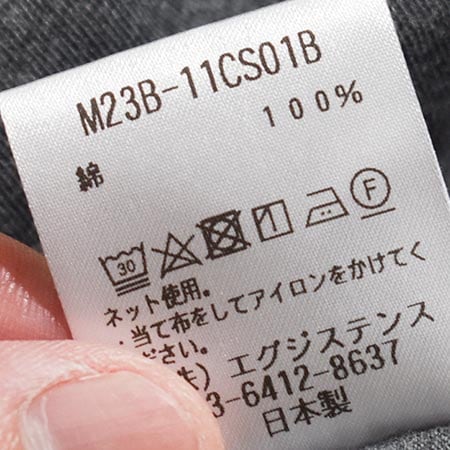 M23B-11CS01B
綿 100%
30 F
ネット使用。
・当て布をしてアイロンをかけてく
ださい。
エグジステンス
3-6412-8637
日本製